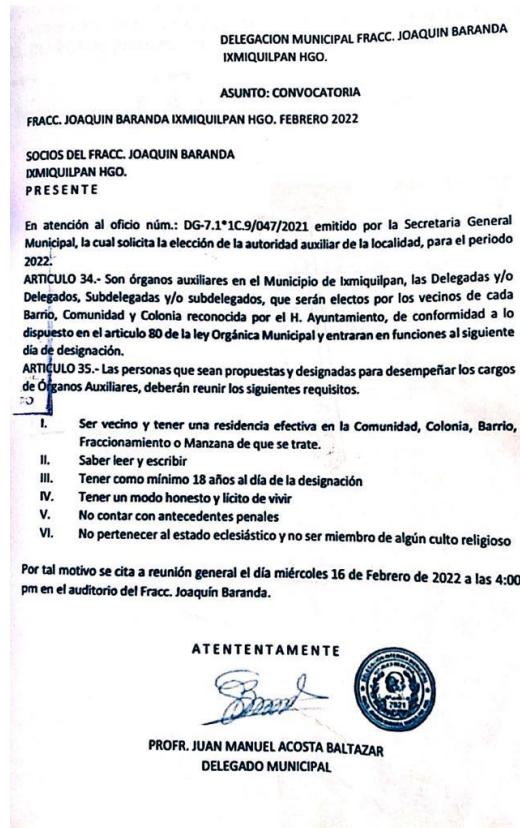 DELEGACION MUNICIPAL FRACC. JOAQUIN BARANDA
IXMIQUILPAN HGO.
ASUNTO: CONVOCATORIA
FRACC. JOAQUIN BARANDA IXMIQUILPAN HGO. FEBRERO 2022
SOCIOS DEL FRACC. JOAQUIN BARANDA
IXMIQUILPAN HGO.
P R E S E N T E
En atención al oficio núm.: DG-7.1*1C.9/047/2021 emitido por la Secretaria General
Municipal, la cual solicita la elección de la autoridad auxiliar de la localidad, para el periodo
2022.
ARTICULO 34.- Son órganos auxiliares en el Municipio de Ixmiquilpan, las Delegadas y/o
Delegados, Subdelegadas y/o subdelegados, que serán electos por los vecinos de cada
Barrio, Comunidad y Colonia reconocida por el H. Ayuntamiento, de conformidad a lo
dispuesto en el articulo 80 de la ley Orgánica Municipal y entraran en funciones al siguiente
día de designación.
ARTICULO 35.- Las personas que sean propuestas y designadas para desempeñar los cargos
de Órganos Auxiliares, deberán reunir los siguientes requisitos.
I. Ser vecino y tener una residencia efectiva en la Comunidad, Colonia, Barrio,
Fraccionamiento o Manzana de que se trate.
II. Saber leer y escribir
III. Tener como mínimo 18 años al día de la designación
IV. Tener un modo honesto y lícito de vivir
V. No contar con antecedentes penales
VI. No pertenecer al estado eclesiástico y no ser miembro de algún culto religioso
Por tal motivo se cita a reunión general el día miércoles 16 de Febrero de 2022 a las 4:00
pm en el auditorio del Fracc. Joaquín Baranda.
A T E N T E N T A M E N T E
2021
PROFR. JUAN MANUEL ACOSTA BALTAZAR
DELEGADO MUNICIPAL